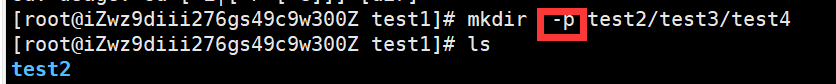 [root@iZwz9diii276gs49c9w300Z test1]# mkdir -p test2/test3/test4
[root@iZwz9diii276gs49c9w300Z test1]# ls
test2